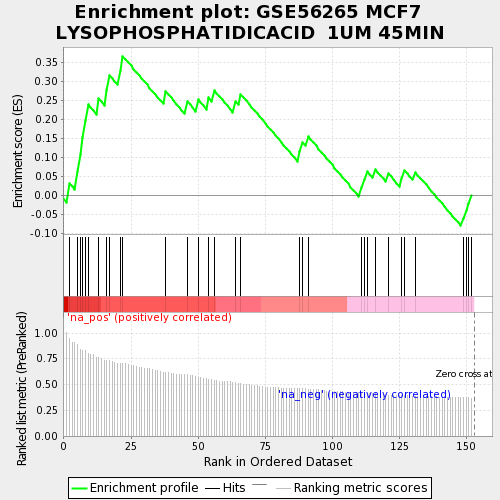 Enrichment plot: GSE56265 MCF7
LYSOPHOSPHATIDICACID 1UM 45MIN
Enrichment score (ES)
0.35
0.30
0.25
0.20
0.15
0.10
0.05
0.00
-0.05
-0.10
'na_pos' (positively correlated)
Ranked list metric (PreRanked)
1.00
0.75
0.50
0.25
0.00
Zero cross at
'na_neg' (negatively correlated)
0 25 50 75 100 125 150
Rank in Ordered Dataset
Enrichment profile Hits Ranking metric scores